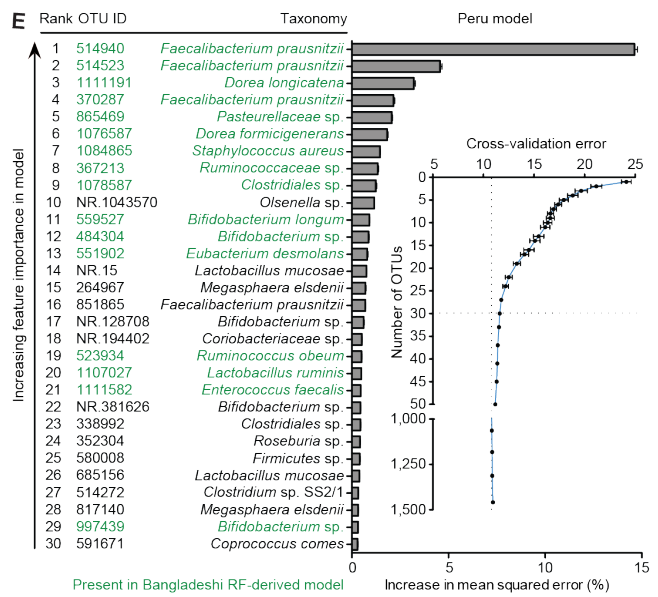 E
Rank OTU ID Taxonomy Peru model
1 514940 Faecalibacterium prausnitzii
2 514523 Faecalibacterium prausnitzii
3 1111191 Dorea longicatena
4 370287 Faecalibacterium prausnitzii
5 865469 Pasteurellaceae sp.
6 1076587 Dorea formicigenerans
7 1084865 Staphylococcus aureus
8 367213 Ruminococcaceae sp.
9 1078587 Clostridiales sp.
10 NR.1043570 Olsenella sp.
11 559527 Bifidobacterium longum
12 484304 Bifidobacterium sp.
13 551902 Eubacterium desmolans
14 NR.15 Lactobacillus mucosae
15 264967 Megasphaera elsdenii
16 851865 Faecalibacterium prausnitzii
17 NR.128708 Bifidobacterium sp.
18 NR.194402 Coriobacteriaceae sp.
19 523934 Ruminococcus obeum
20 1107027 Lactobacillus ruminis
21 1111582 Enterococcus faecalis
22 NR.381626 Bifidobacterium sp.
23 338992 Clostridiales sp.
24 352304 Roseburia sp.
25 580008 Firmicutes sp.
26 685156 Lactobacillus mucosae
27 514272 Clostridium sp. SS2/1
28 817140 Megasphaera elsdenii
29 997439 Bifidobacterium sp.
30 591671 Coprococcus comes
Increasing feature importance in model
Present in Bangladeshi RF-derived model
0 5 10 15
Increase in mean squared error (%)
Cross-validation error
5 10 15 20 25
Number of OTUs
0
5
10
15
20
25
30
35
40
45
50
1,000
1,250
1,500